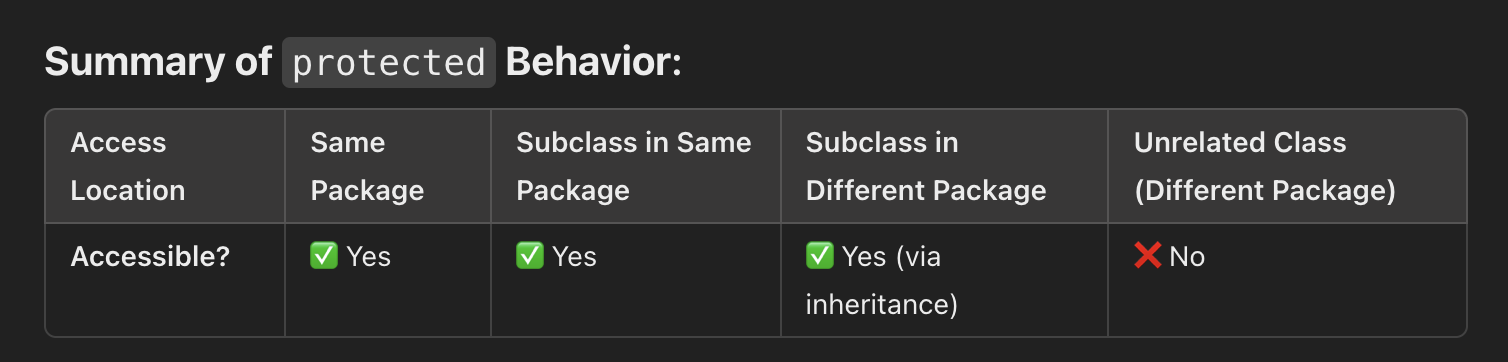 Summary of protected Behavior:
Access Location | Same Package | Subclass in Same Package | Subclass in Different Package | Unrelated Class (Different Package)
Accessible? | ✅ Yes | ✅ Yes | ✅ Yes (via inheritance) | ❌ No